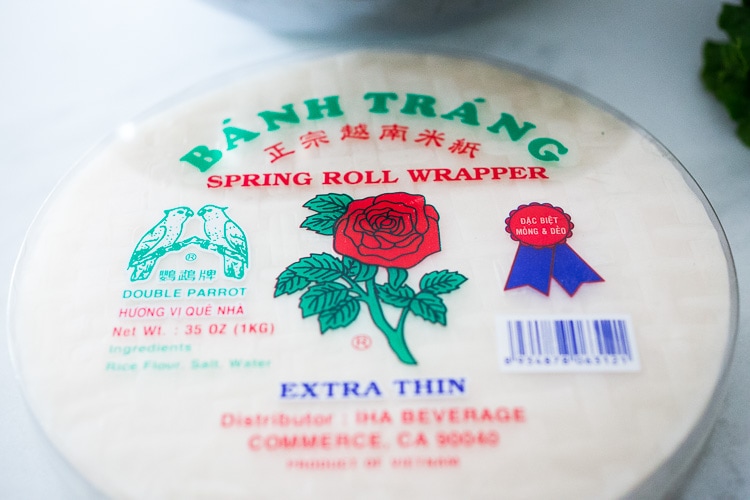 BÁNH TRÁNG
正宗越南米紙
SPRING ROLL WRAPPER
®
鸚鵡牌
DOUBLE PARROT
HƯƠNG VỊ QUÊ NHÀ
Net Wt. : 35 OZ (1KG)
Ingredients
Rice Flour, Salt, Water
ĐẶC BIỆT
MỎNG & DẺO
®
EXTRA THIN
Distributor : IHA BEVERAGE
COMMERCE, CA 90040
PRODUCT OF VIETNAM